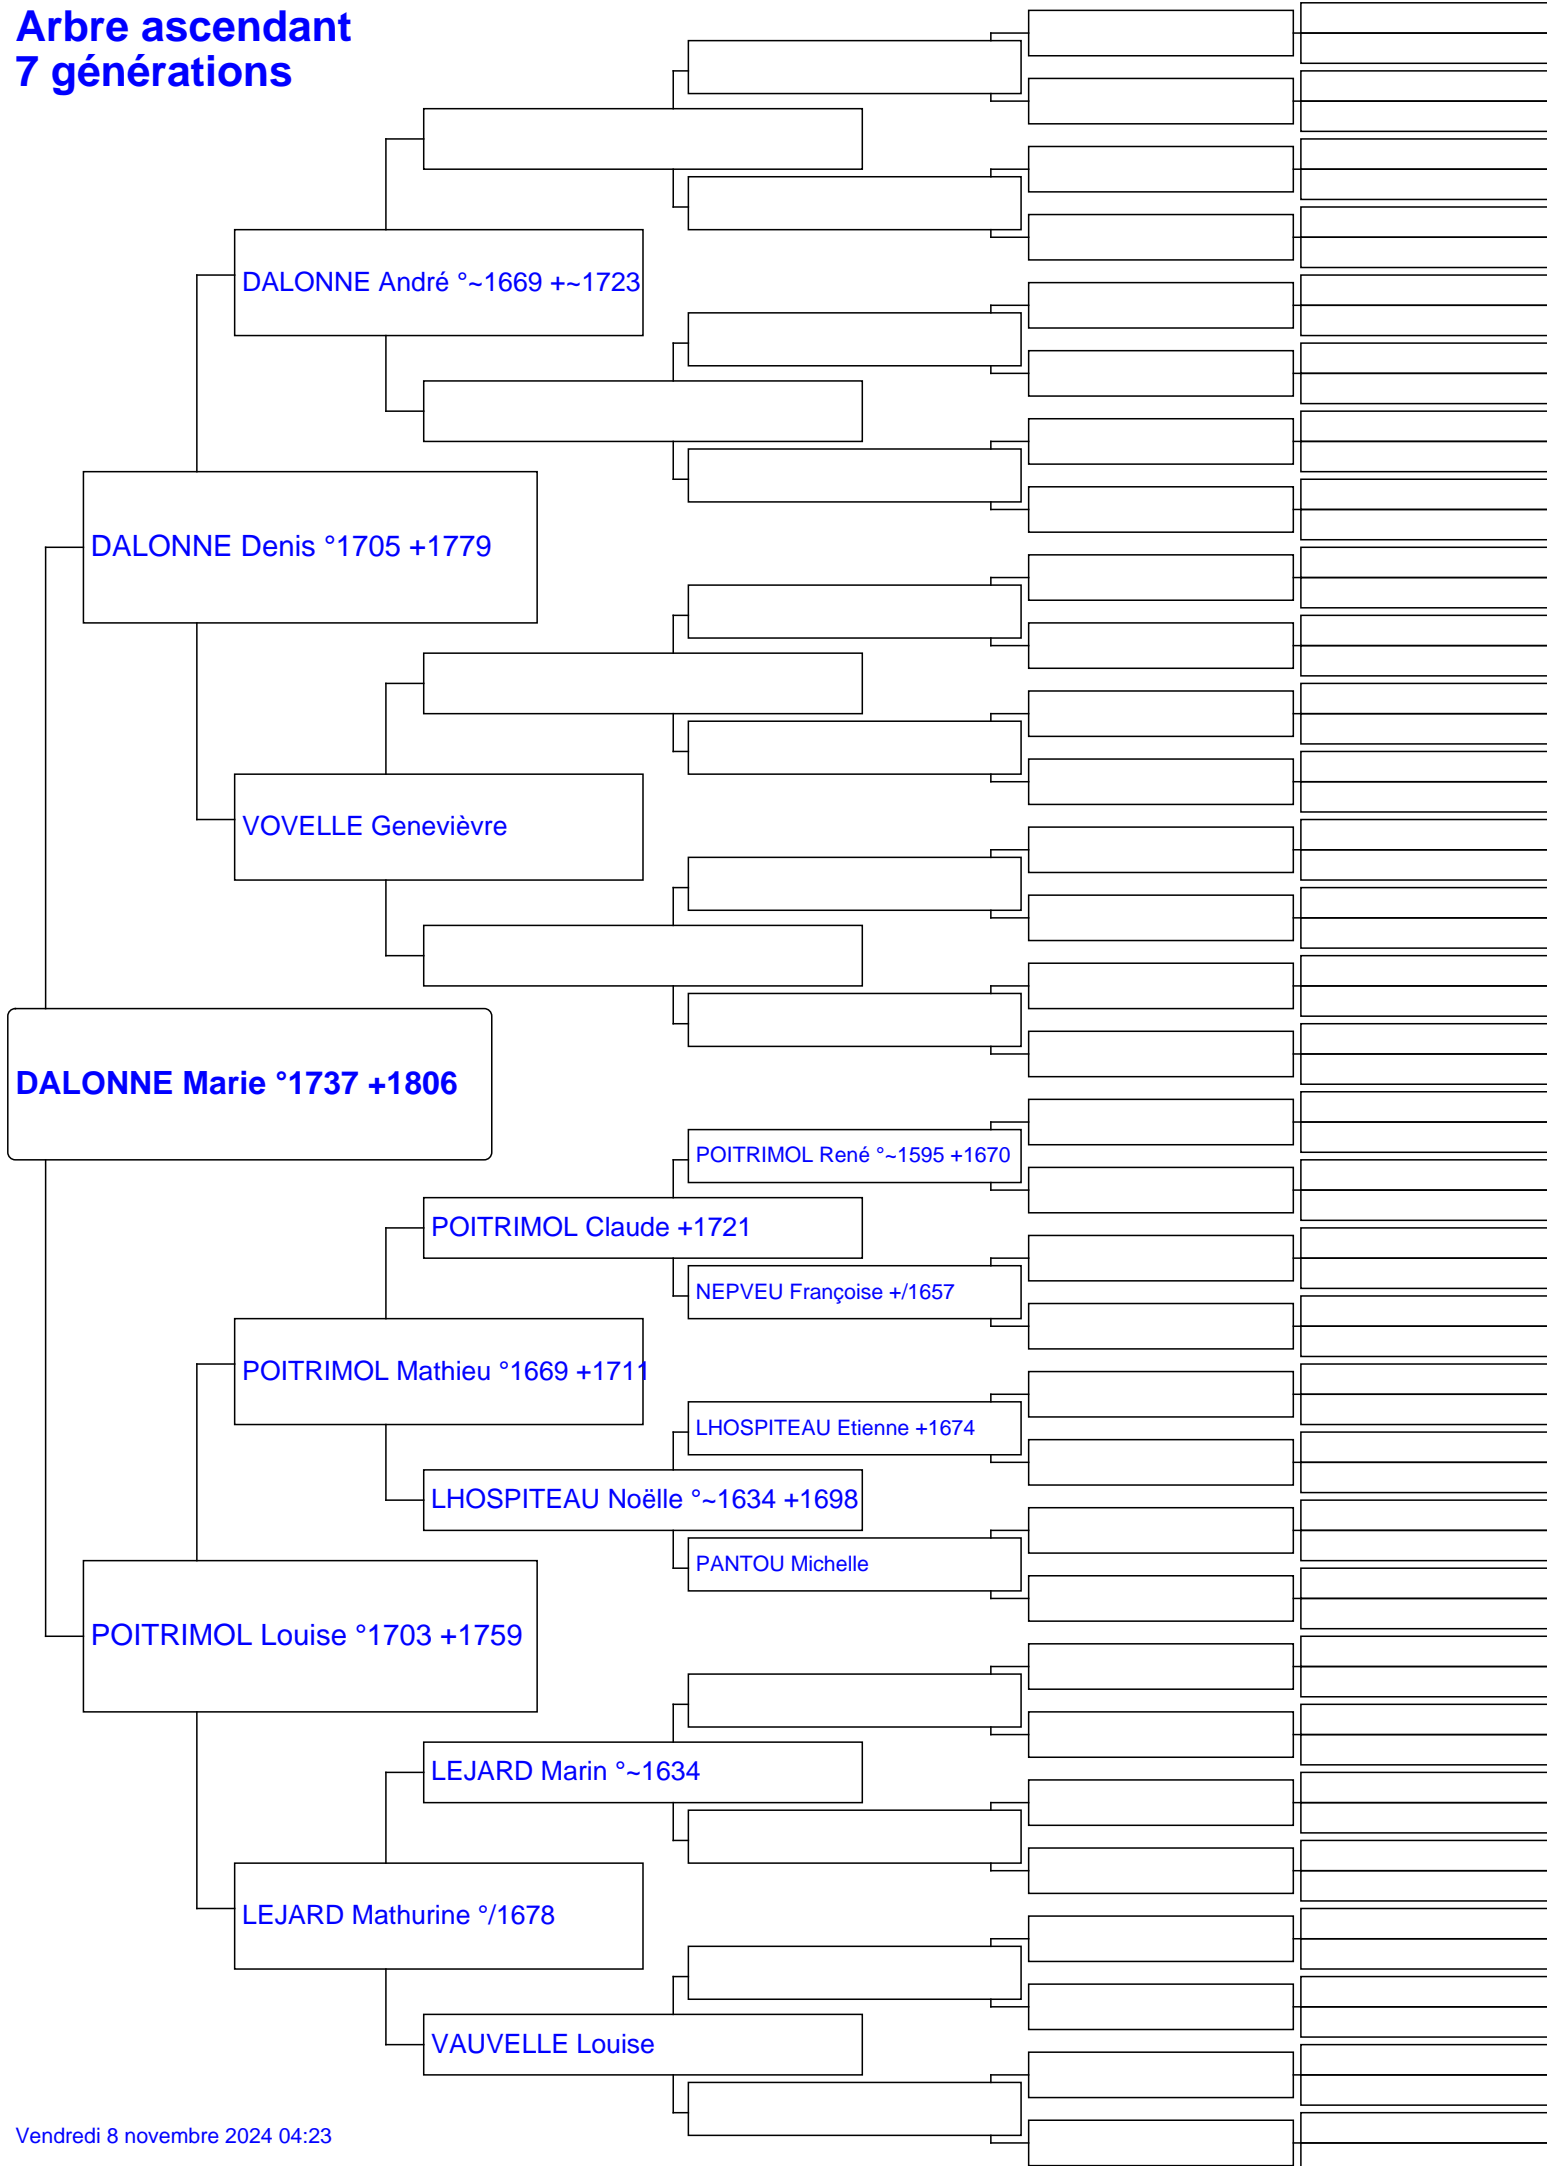 Arbre ascendant
7 générations
DALONNE André °~1669 +~1723
DALONNE Denis °1705 +1779
VOVELLE Genevièvre
DALONNE Marie °1737 +1806
POITRIMOL René °~1595 +1670
POITRIMOL Claude +1721
NEPVEU Françoise +/1657
POITRIMOL Mathieu °1669 +1711
LHOSPITEAU Etienne +1674
LHOSPITEAU Noëlle °~1634 +1698
PANTOU Michelle
POITRIMOL Louise °1703 +1759
LEJARD Marin °~1634
LEJARD Mathurine °/1678
VAUVELLE Louise
Vendredi 8 novembre 2024 04:23